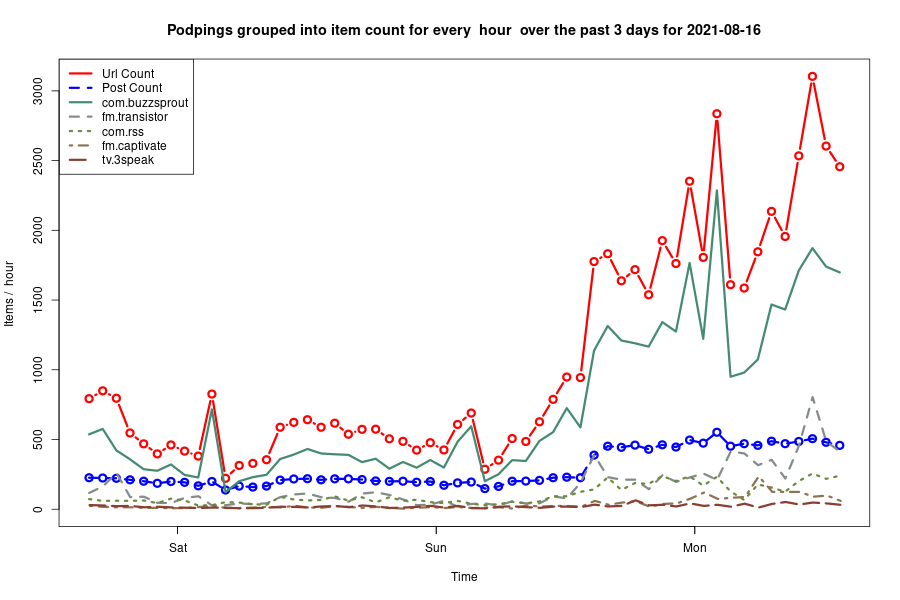 Podpings grouped into item count for every  hour  over the past 3 days for 2021-08-16
Url Count
Post Count
com.buzzsprout
fm.transistor
com.rss
fm.captivate
tv.3speak
Items /  hour
3000
2500
2000
1500
1000
500
0
Sat
Sun
Mon
Time